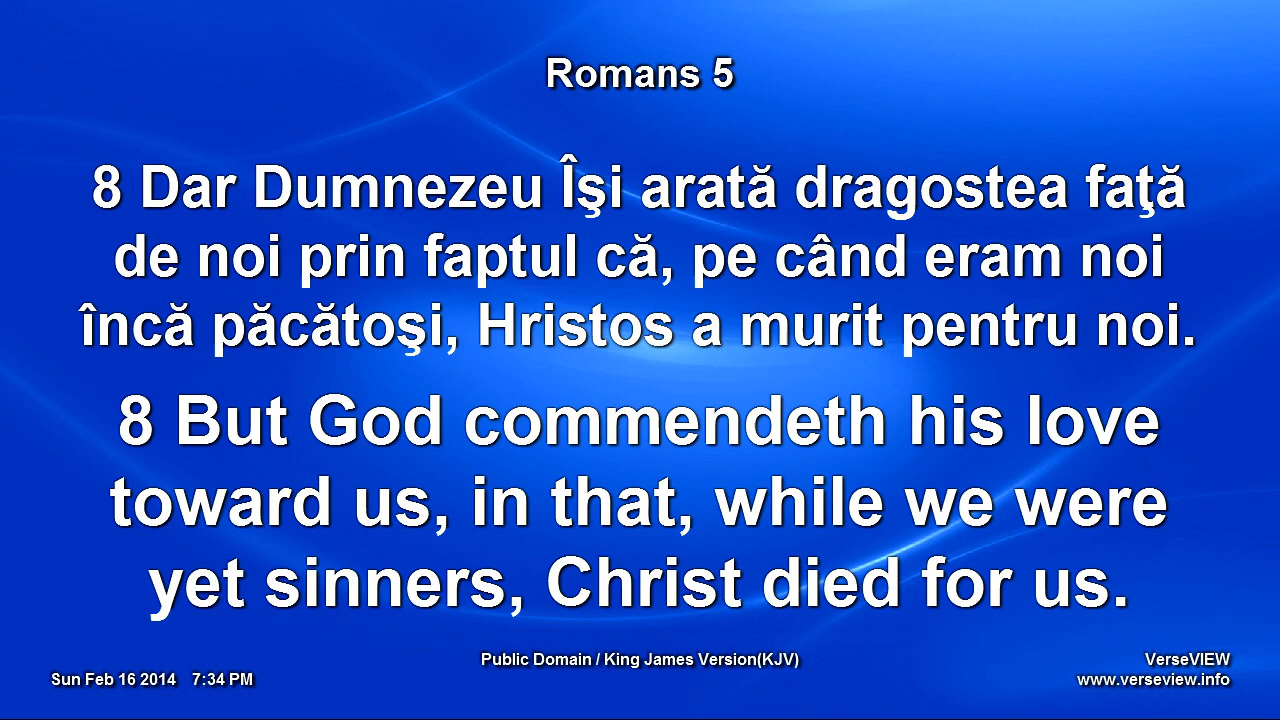 Romans 5
8 Dar Dumnezeu Îşi arată dragostea faţă
de noi prin faptul că, pe când eram noi
încă păcătoşi, Hristos a murit pentru noi.
8 But God commendeth his love
toward us, in that, while we were
yet sinners, Christ died for us.
Public Domain / King James Version(KJV)
VerseVIEW
Sun Feb 16 2014 7:34 PM
www.verseview.info